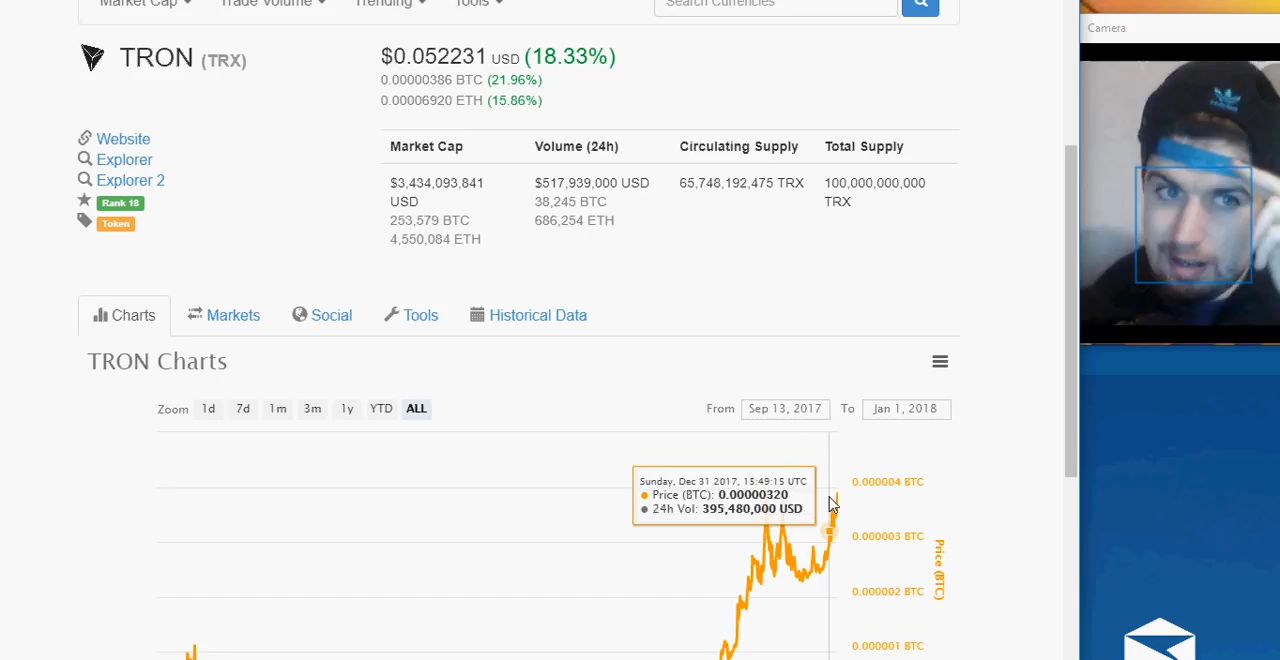 Market Cap
Trade Volume
Trending
Tools
Search Currencies
Camera
TRON (TRX)
$0.052231 USD (18.33%)
0.00000386 BTC (21.96%)
0.00006920 ETH (15.86%)
Website
Explorer
Explorer 2
Rank 18
Token
Market Cap
Volume (24h)
Circulating Supply
Total Supply
$3,434,093,841
USD
253,579 BTC
4,550,084 ETH
$517,939,000 USD
38,245 BTC
686,254 ETH
65,748,192,475 TRX
100,000,000,000
TRX
Charts
Markets
Social
Tools
Historical Data
TRON Charts
Zoom 1d 7d 1m 3m 1y YTD ALL
From Sep 13, 2017 To Jan 1, 2018
Sunday, Dec 31 2017, 15:49:15 UTC
Price (BTC): 0.00000320
24h Vol: 395,480,000 USD
0.000004 BTC
0.000003 BTC
0.000002 BTC
0.000001 BTC
Price (BTC)